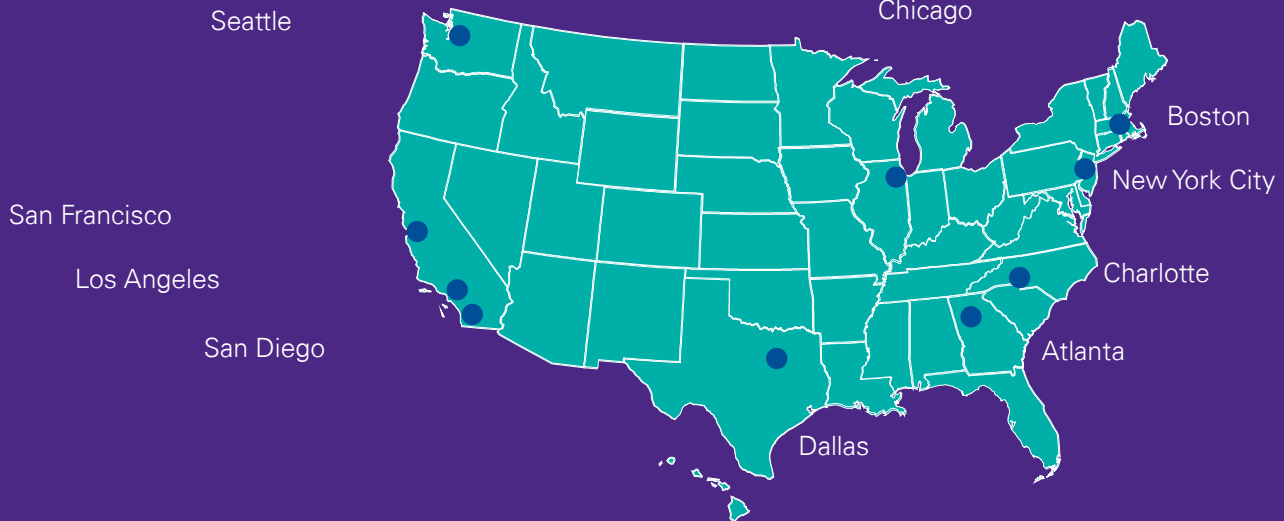 Chicago
Seattle
Boston
New York City
San Francisco
Los Angeles
Charlotte
San Diego
Atlanta
Dallas